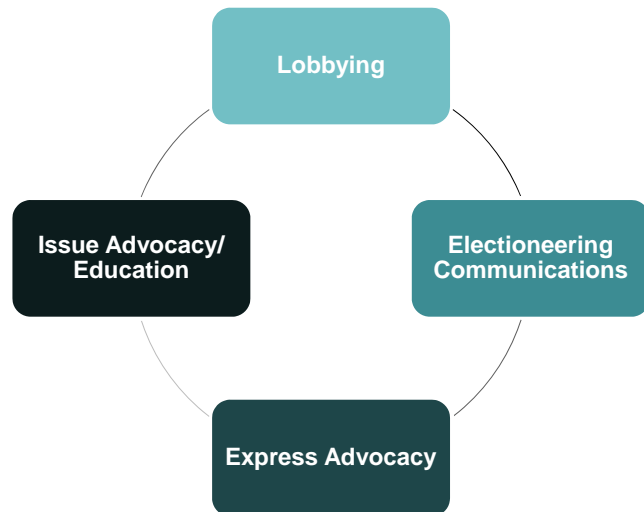 Lobbying
Issue Advocacy/
Education
Electioneering
Communications
Express Advocacy